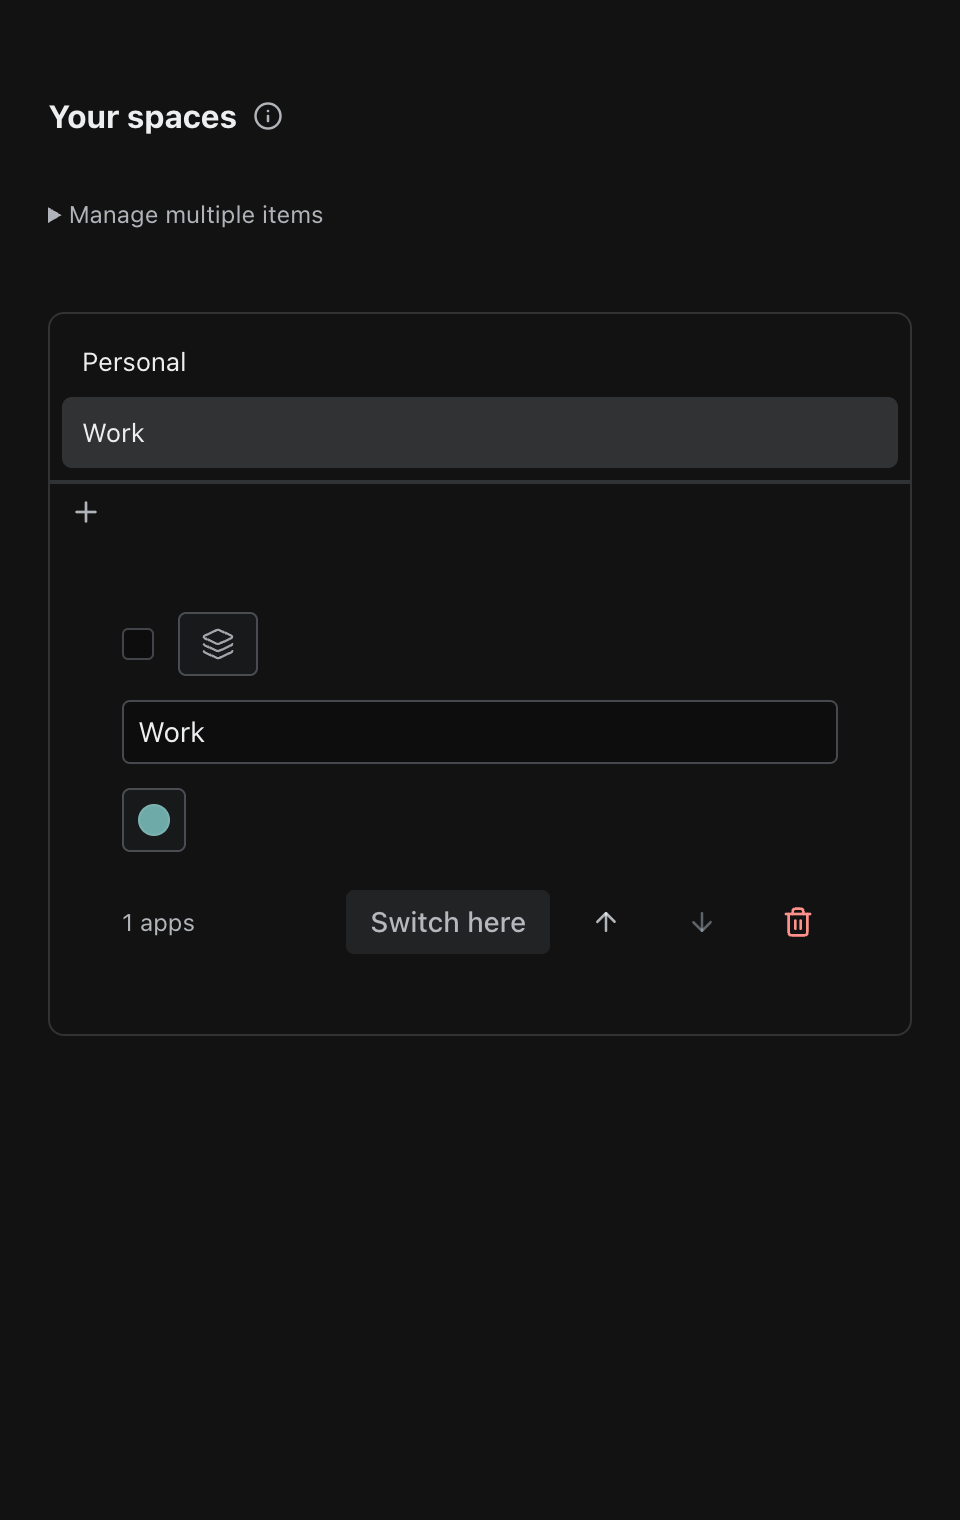 Your spaces
Manage multiple items
Personal
Work
Work
1 apps
Switch here